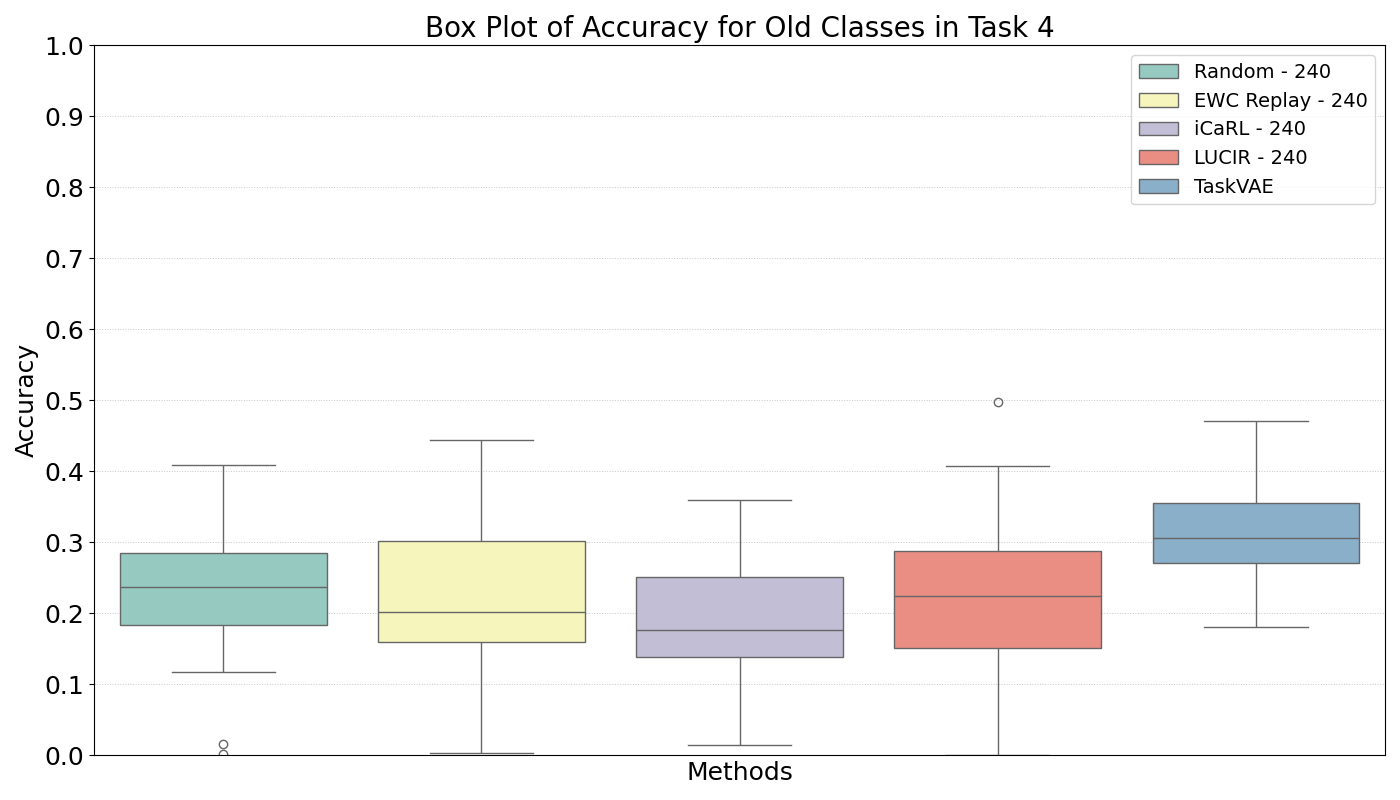 Box Plot of Accuracy for Old Classes in Task 4
1.0
0.9
0.8
0.7
0.6
0.5
0.4
0.3
0.2
0.1
0.0
Accuracy
Methods
Random - 240
EWC Replay - 240
iCaRL - 240
LUCIR - 240
TaskVAE